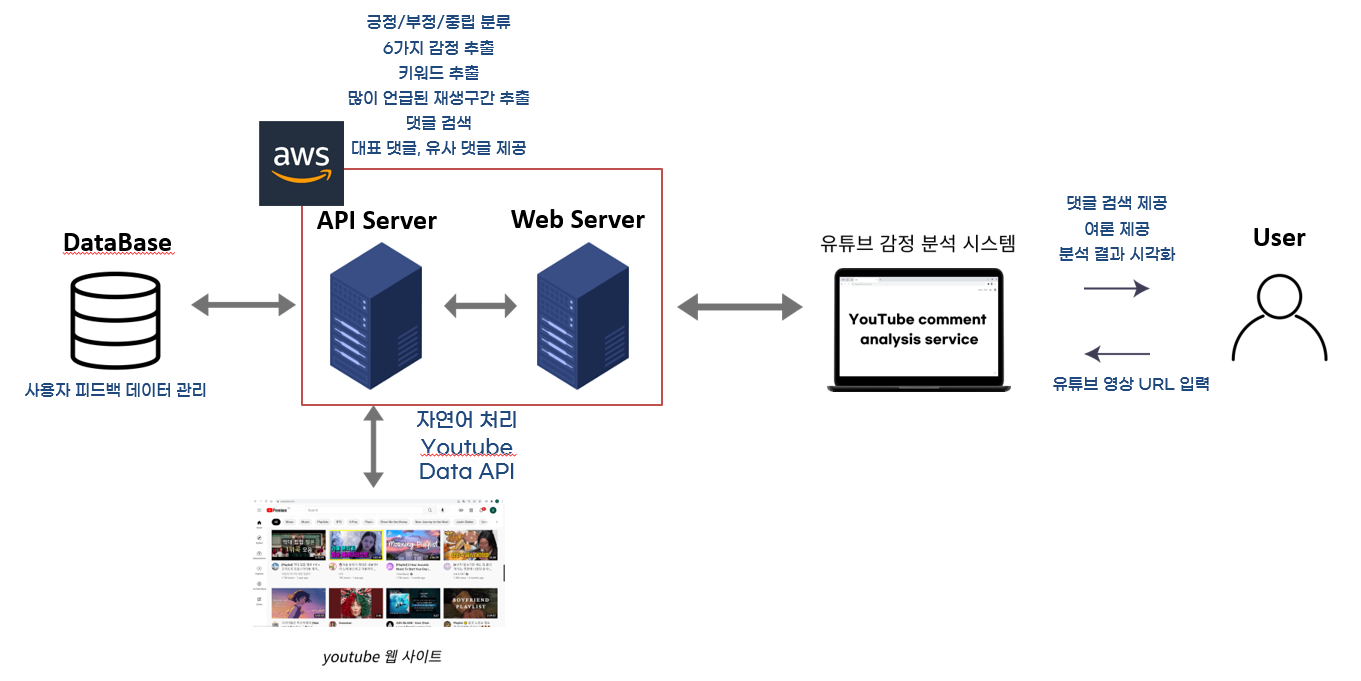 긍정/부정/중립 분류
6가지 감정 추출
키워드 추출
많이 언급된 재생구간 추출
댓글 검색
대표 댓글, 유사 댓글 제공
aws
API Server
Web Server
DataBase
사용자 피드백 데이터 관리
자연어 처리
Youtube
Data API
youtube 웹 사이트
유튜브 감정 분석 시스템
YouTube comment
analysis service
댓글 검색 제공
여론 제공
분석 결과 시각화
User
유튜브 영상 URL 입력
Premium
BOYFRIEND
PLAYLIST